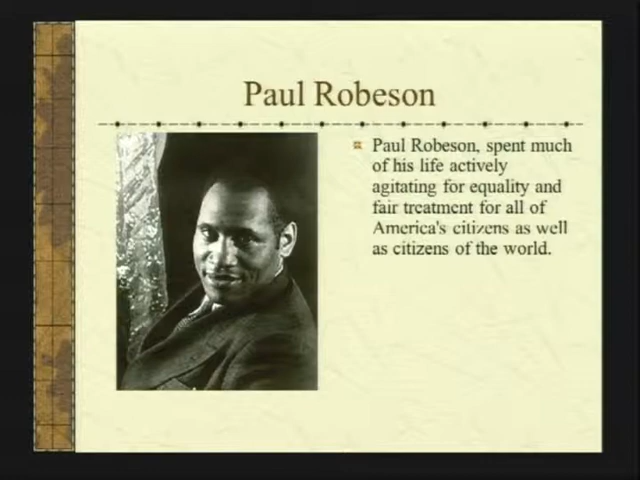 Paul Robeson
Paul Robeson, spent much
of his life actively
agitating for equality and
fair treatment for all of
America's citizens as well
as citizens of the world.